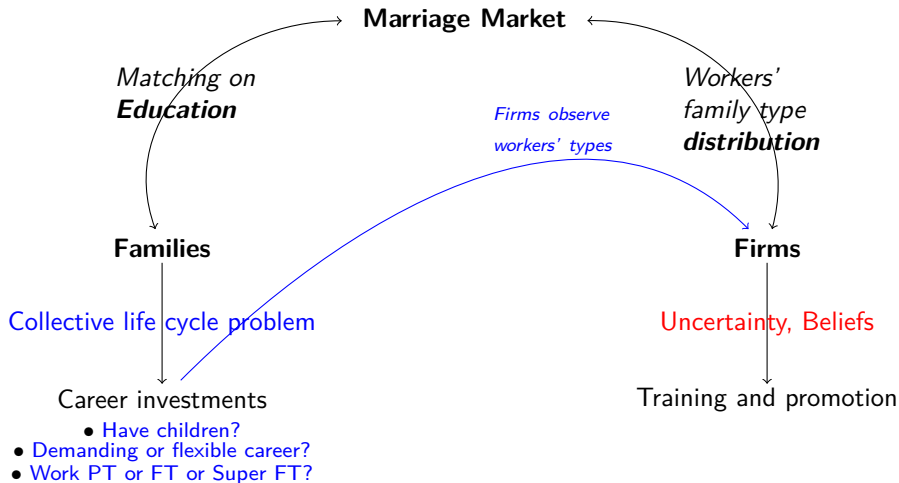 Marriage Market
Matching on
Education
Workers'
family type
distribution
Firms observe
workers' types
Families
Firms
Collective life cycle problem
Uncertainty, Beliefs
Career investments
Training and promotion
• Have children?
• Demanding or flexible career?
• Work PT or FT or Super FT?